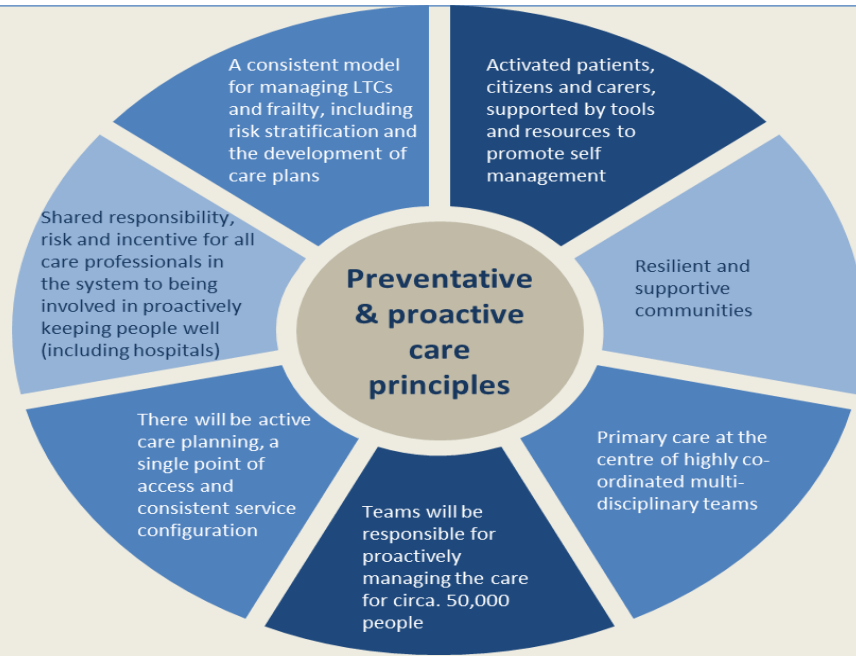 Preventative
& proactive
care
principles
Activated patients,
citizens and carers,
supported by tools
and resources to
promote self
management
Resilient and
supportive
communities
Primary care at the
centre of highly co-
ordinated multi-
disciplinary teams
Teams will be
responsible for
proactively
managing the care
for circa. 50,000
people
There will be active
care planning, a
single point of
access and
consistent service
configuration
Shared responsibility,
risk and incentive for all
care professionals in
the system to being
involved in proactively
keeping people well
(including hospitals)
A consistent model
for managing LTCs
and frailty, including
risk stratification and
the development of
care plans